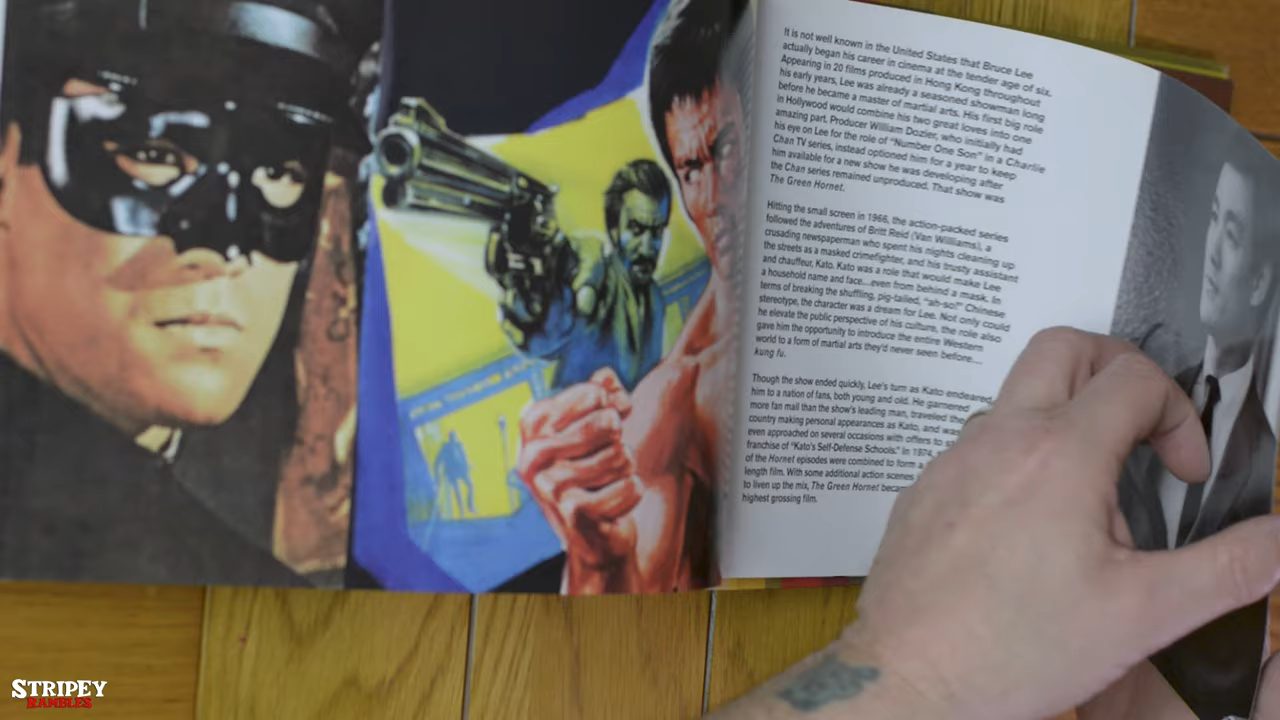 It is not well known in the United States that Bruce Lee
actually began his career in cinema at the tender age of six.
Appearing in 20 films produced in Hong Kong throughout
his early years, Lee was already a seasoned showman long
before he became a master of martial arts. His first big role
in Hollywood would combine his two great loves into one
amazing part. Producer William Dozier, who initially had
his eye on Lee for the role of "Number One Son" in a Charlie
Chan TV series, instead optioned him for a year to keep
him available for a new show he was developing after
the Chan series remained unproduced. That show was
The Green Hornet.
Hitting the small screen in 1966, the action-packed series
followed the adventures of Britt Reid (Van Williams), a
crusading newspaperman who spent his nights cleaning up
the streets as a masked crimefighter, and his trusty assistant
and chauffeur, Kato. Kato was a role that would make Lee
a household name and face...even from behind a mask. In
terms of breaking the shuffling, pig-tailed, "ah-so!" Chinese
stereotype, the character was a dream for Lee. Not only could
he elevate the public perspective of his culture, the role also
gave him the opportunity to introduce the entire Western
world to a form of martial arts they'd never seen before...
kung fu.
Though the show ended quickly, Lee's turn as Kato endeared
him to a nation of fans, both young and old. He garnered
more fan mail than the show's leading man, traveled the
country making personal appearances as Kato, and was
even approached on several occasions with offers to
franchise of "Kato's Self-Defense Schools." In 1974,
of the Hornet episodes were combined to form a
length film. With some additional action scenes
to liven up the mix, The Green Hornet
highest grossing film.
STRIPEY
RAMBLES